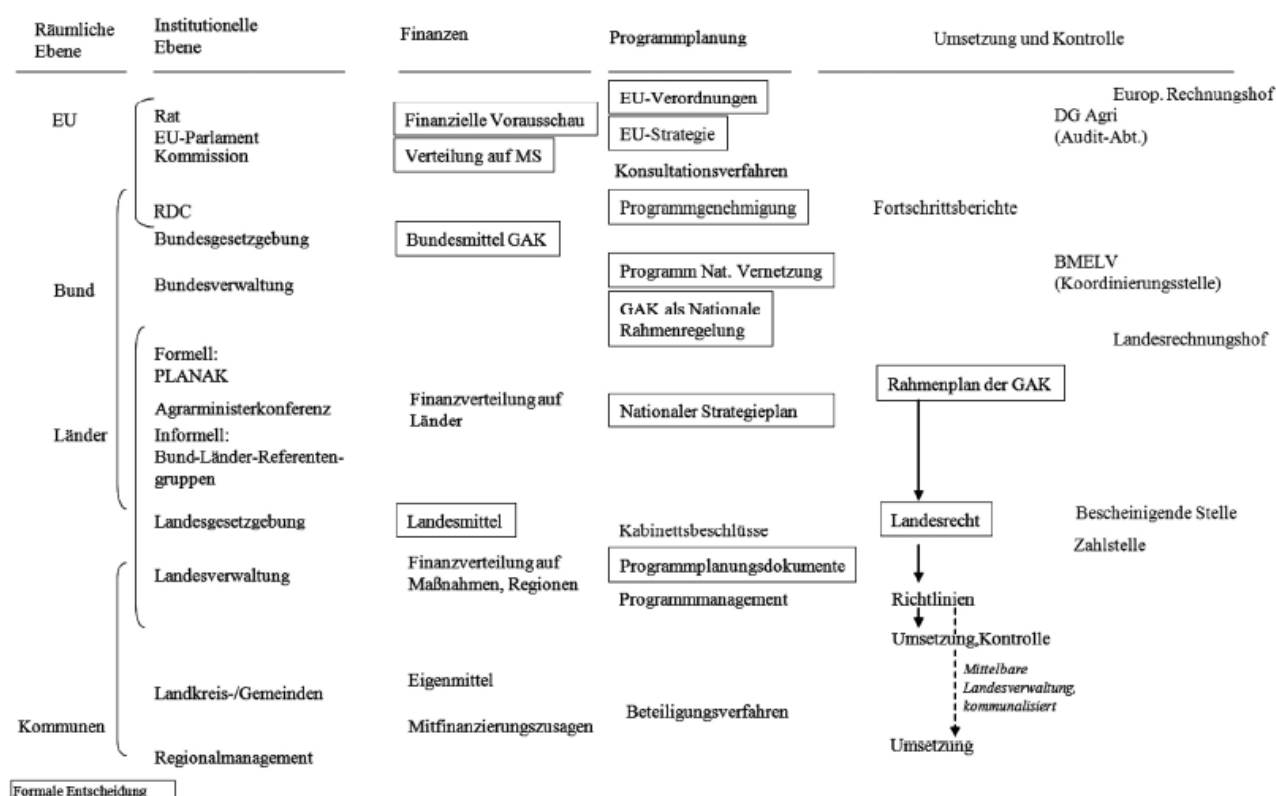 Räumliche
Ebene
Institutionelle
Ebene
Finanzen
Programmplanung
Umsetzung und Kontrolle
EU
Rat
EU-Parlament
Kommission
Finanzielle Vorausschau
Verteilung auf MS
EU-Verordnungen
EU-Strategie
Konsultationsverfahren
Europ. Rechnungshof
DG Agri
(Audit-Abt.)
RDC
Programmgenehmigung
Fortschrittsberichte
Bundesgesetzgebung
Bundesmittel GAK
Bund
Bundesverwaltung
Programm Nat. Vernetzung
GAK als Nationale
Rahmenregelung
BMELV
(Koordinierungsstelle)
Landesrechnungshof
Formell:
PLANAK
Rahmenplan der GAK
Länder
Agrarministerkonferenz
Informell:
Bund-Länder-Referenten-
gruppen
Finanzverteilung auf
Länder
Nationaler Strategieplan
Landesgesetzgebung
Landesmittel
Kabinettsbeschlüsse
Landesrecht
Bescheinigende Stelle
Zahlstelle
Landesverwaltung
Finanzverteilung auf
Maßnahmen, Regionen
Programmplanungsdokumente
Programmmanagement
Richtlinien
Umsetzung,Kontrolle
Mittelbare
Landesverwaltung,
kommunalisiert
Kommunen
Landkreis-/Gemeinden
Eigenmittel
Mitfinanzierungszusagen
Beteiligungsverfahren
Umsetzung
Regionalmanagement
Formale Entscheidung